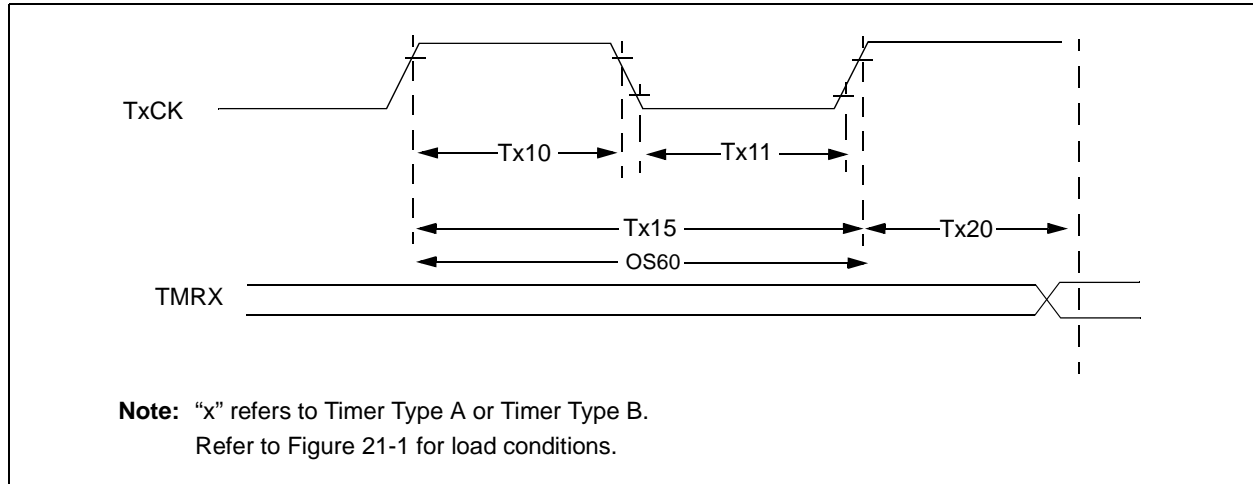 TxCK
Tx10
Tx11
Tx15
Tx20
OS60
TMRX
Note: “x” refers to Timer Type A or Timer Type B.
Refer to Figure 21-1 for load conditions.